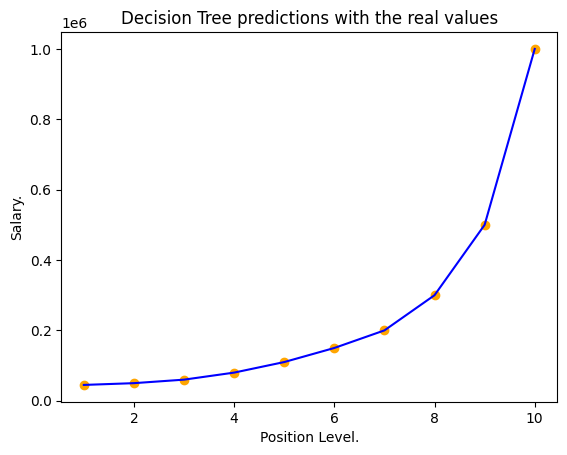 Decision Tree predictions with the real values
1e6
1.0
0.8
0.6
0.4
0.2
0.0
Salary.
2 4 6 8 10
Position Level.